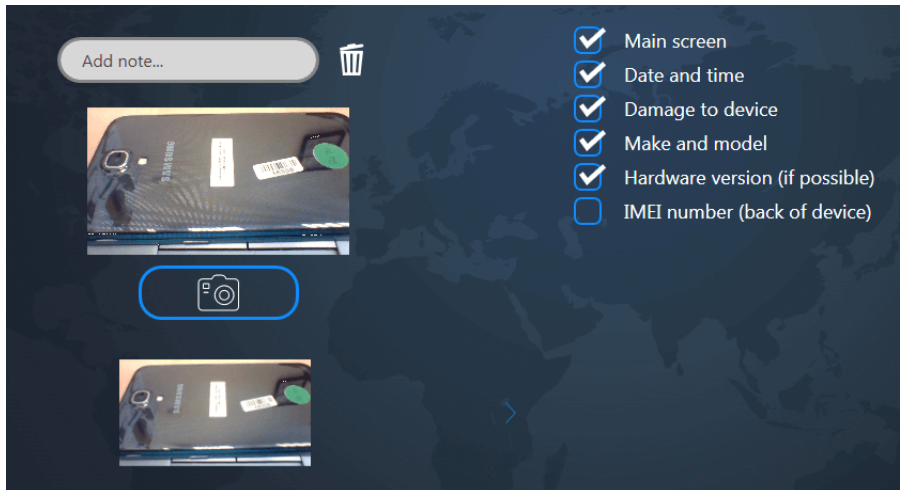 Add note...
SAMSUNG
SAMSUNG
Main screen
Date and time
Damage to device
Make and model
Hardware version (if possible)
IMEI number (back of device)